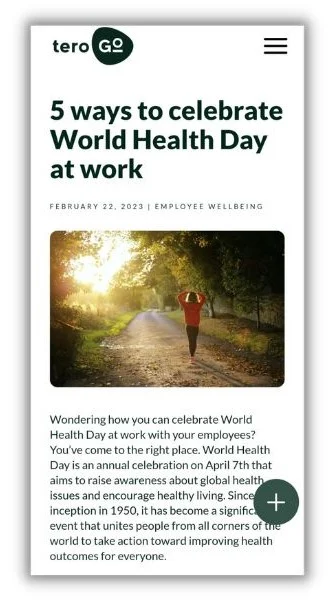 tero GO
5 ways to celebrate
World Health Day
at work
FEBRUARY 22, 2023 | EMPLOYEE WELLBEING
Wondering how you can celebrate World
Health Day at work with your employees?
You've come to the right place. World Health
Day is an annual celebration on April 7th that
aims to raise awareness about global health
issues and encourage healthy living. Since
inception in 1950, it has become a
event that unites people from all corners of the
world to take action toward improving health
outcomes for everyone.